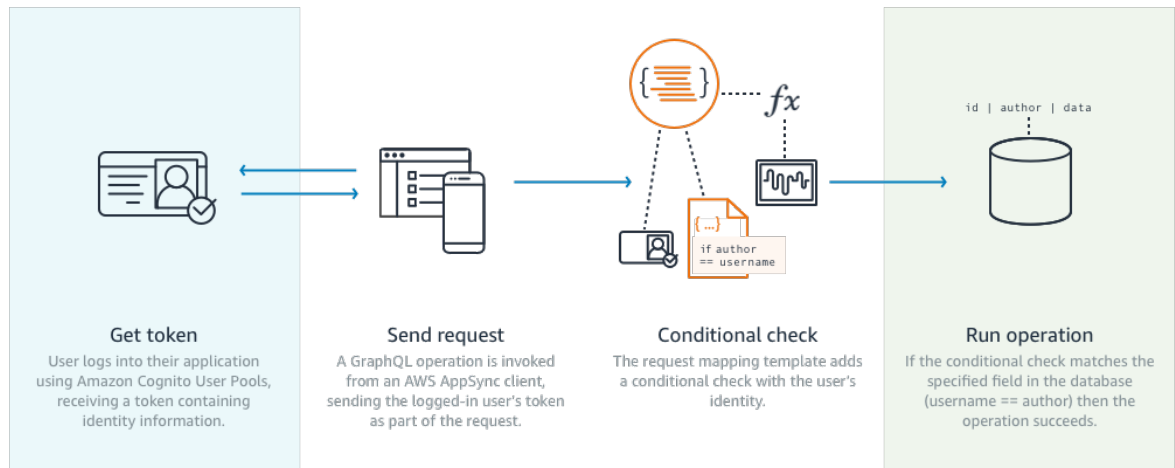 id | author | data
{ }
fx
{ ... }
if author
== username
Get token
User logs into their application
using Amazon Cognito User Pools,
receiving a token containing
identity information.
Send request
A GraphQL operation is invoked
from an AWS AppSync client,
sending the logged-in user's token
as part of the request.
Conditional check
The request mapping template adds
a conditional check with the user's
identity.
Run operation
If the conditional check matches the
specified field in the database
(username == author) then the
operation succeeds.